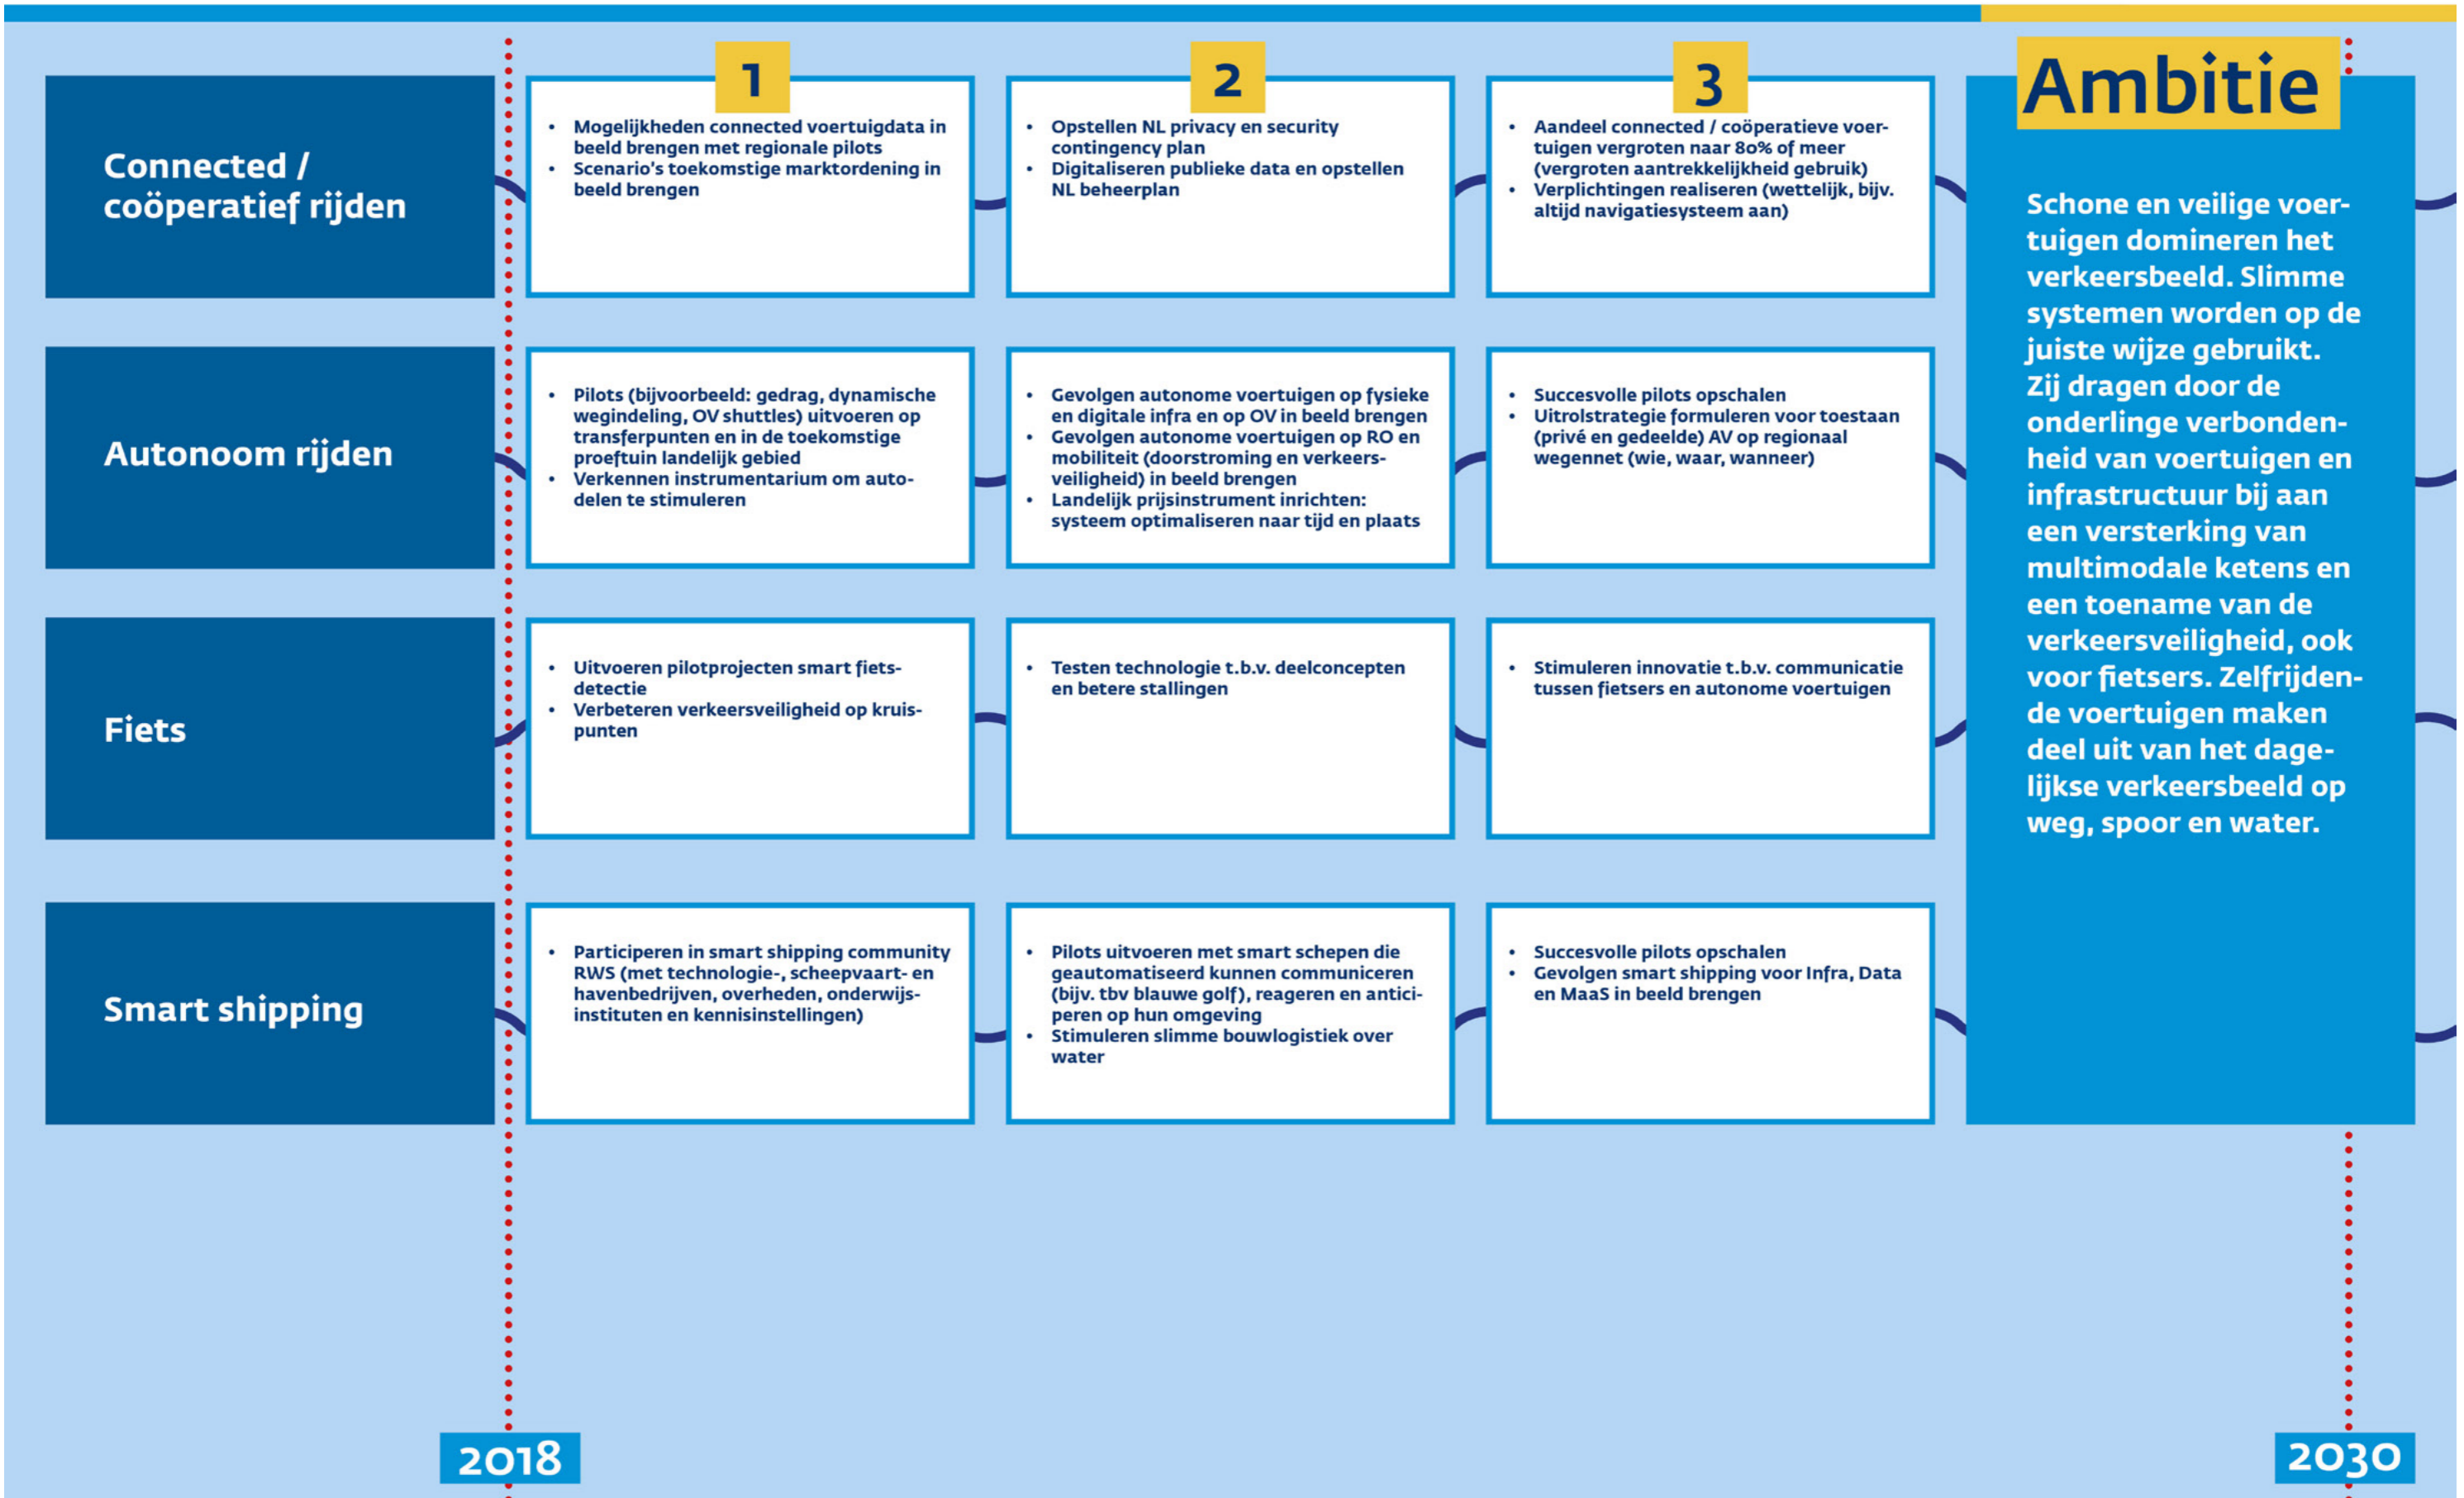 1
2
3
Ambitie
Connected /
coöperatief rijden
• Mogelijkheden connected voertuigdata in
beeld brengen met regionale pilots
• Scenario's toekomstige marktordening in
beeld brengen
• Opstellen NL privacy en security
contingency plan
• Digitaliseren publieke data en opstellen
NL beheerplan
• Aandeel connected / coöperatieve voer-
tuigen vergroten naar 80% of meer
(vergroten aantrekkelijkheid gebruik)
• Verplichtingen realiseren (wettelijk, bijv.
altijd navigatiesysteem aan)
Autonoom rijden
• Pilots (bijvoorbeeld: gedrag, dynamische
wegindeling, OV shuttles) uitvoeren op
transferpunten en in de toekomstige
proeftuin landelijk gebied
• Verkennen instrumentarium om auto-
delen te stimuleren
• Gevolgen autonome voertuigen op fysieke
en digitale infra en op OV in beeld brengen
• Gevolgen autonome voertuigen op RO en
mobiliteit (doorstroming en verkeers-
veiligheid) in beeld brengen
• Landelijk prijsinstrument inrichten:
systeem optimaliseren naar tijd en plaats
• Succesvolle pilots opschalen
• Uitrolstrategie formuleren voor toestaan
(privé en gedeelde) AV op regionaal
wegennet (wie, waar, wanneer)
Fiets
• Uitvoeren pilotprojecten smart fiets-
detectie
• Verbeteren verkeersveiligheid op kruis-
punten
• Testen technologie t.b.v. deelconcepten
en betere stallingen
• Stimuleren innovatie t.b.v. communicatie
tussen fietsers en autonome voertuigen
Smart shipping
• Participeren in smart shipping community
RWS (met technologie-, scheepvaart- en
havenbedrijven, overheden, onderwijs-
instituten en kennisinstellingen)
• Pilots uitvoeren met smart schepen die
geautomatiseerd kunnen communiceren
(bijv. tbv blauwe golf), reageren en antici-
peren op hun omgeving
• Stimuleren slimme bouwlogistiek over
water
• Succesvolle pilots opschalen
• Gevolgen smart shipping voor Infra, Data
en MaaS in beeld brengen
Schone en veilige voer-
tuigen domineren het
verkeersbeeld. Slimme
systemen worden op de
juiste wijze gebruikt.
Zij dragen door de
onderlinge verbonden-
heid van voertuigen en
infrastructuur bij aan
een versterking van
multimodale ketens en
een toename van de
verkeersveiligheid, ook
voor fietsers. Zelfrijden-
de voertuigen maken
deel uit van het dage-
lijkse verkeersbeeld op
weg, spoor en water.
2018
2030